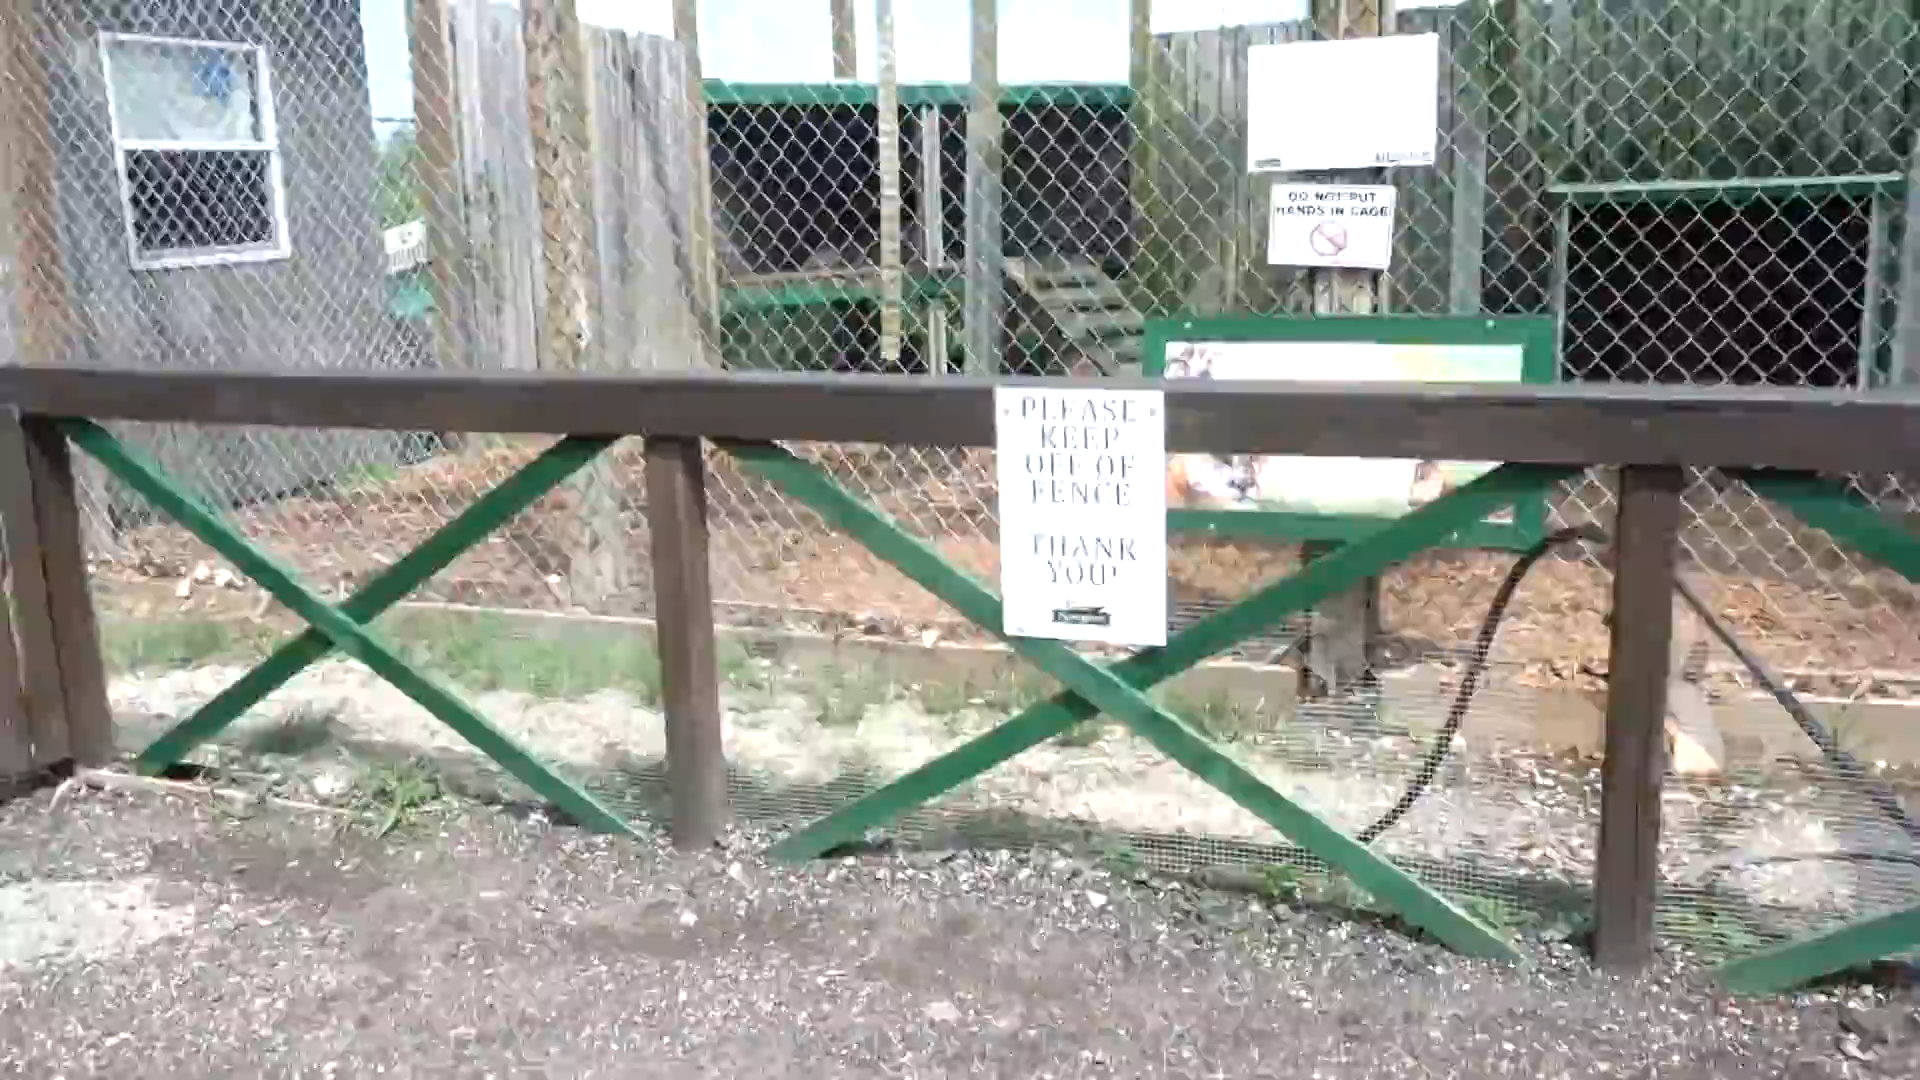 DO NOT PUT
HANDS IN CAGE
PLEASE
KEEP
OFF OF
FENCE
THANK
YOU!